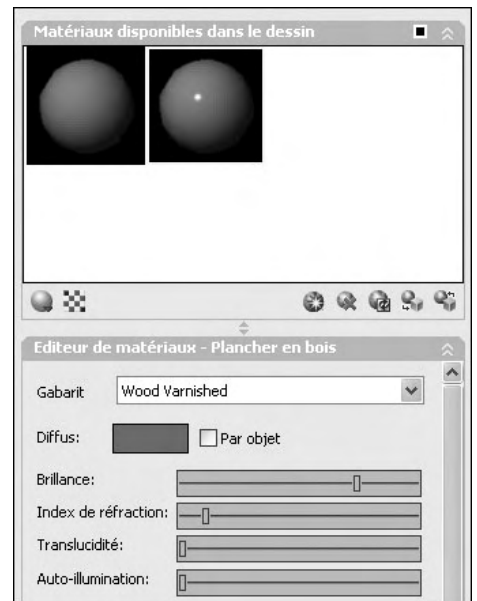 Matériaux disponibles dans le dessin
Editeur de matériaux - Plancher en bois
Gabarit Wood Varnished
Diffus: Par objet
Brillance:
Index de réfraction:
Translucidité:
Auto-illumination: